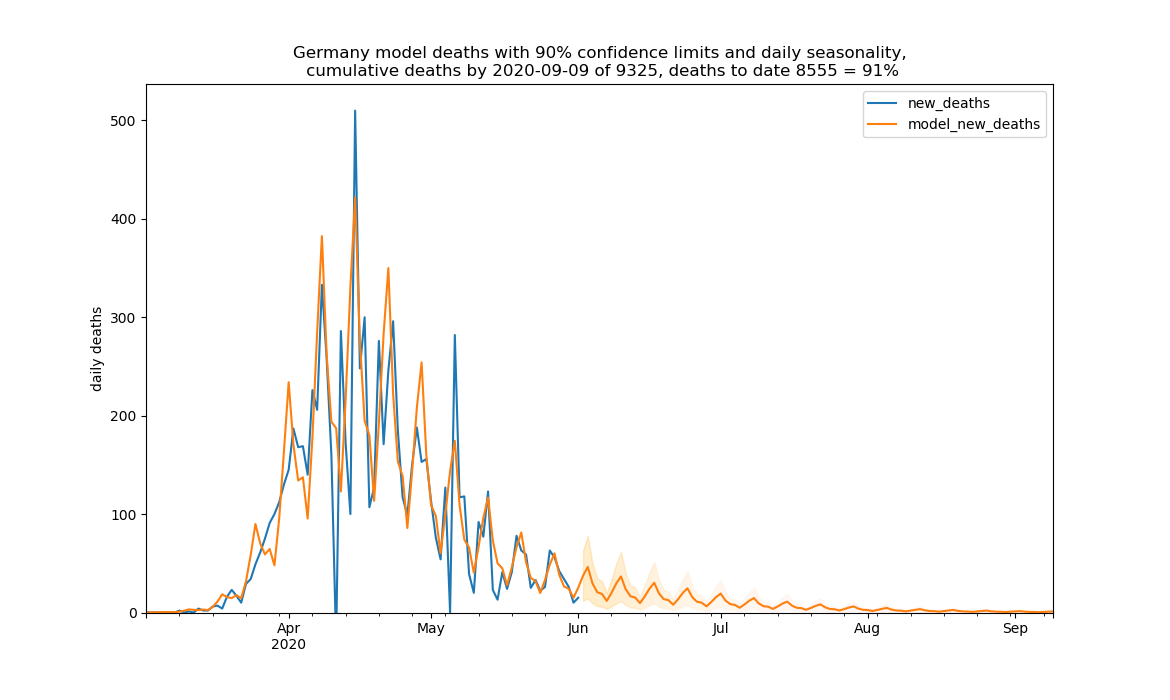 Germany model deaths with 90% confidence limits and daily seasonality,
cumulative deaths by 2020-09-09 of 9325, deaths to date 8555 = 91%
new_deaths
model_new_deaths
daily deaths
500
400
300
200
100
0
Apr
2020
May
Jun
Jul
Aug
Sep